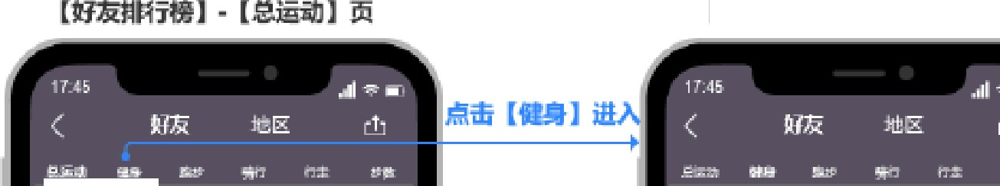 【好友排行榜】-【总运动】页
17:45
好友 地区
总运动 健身 跑步 骑行 行走 步数
点击【健身】进入
17:45
好友 地区
总运动 健身 跑步 骑行 行走